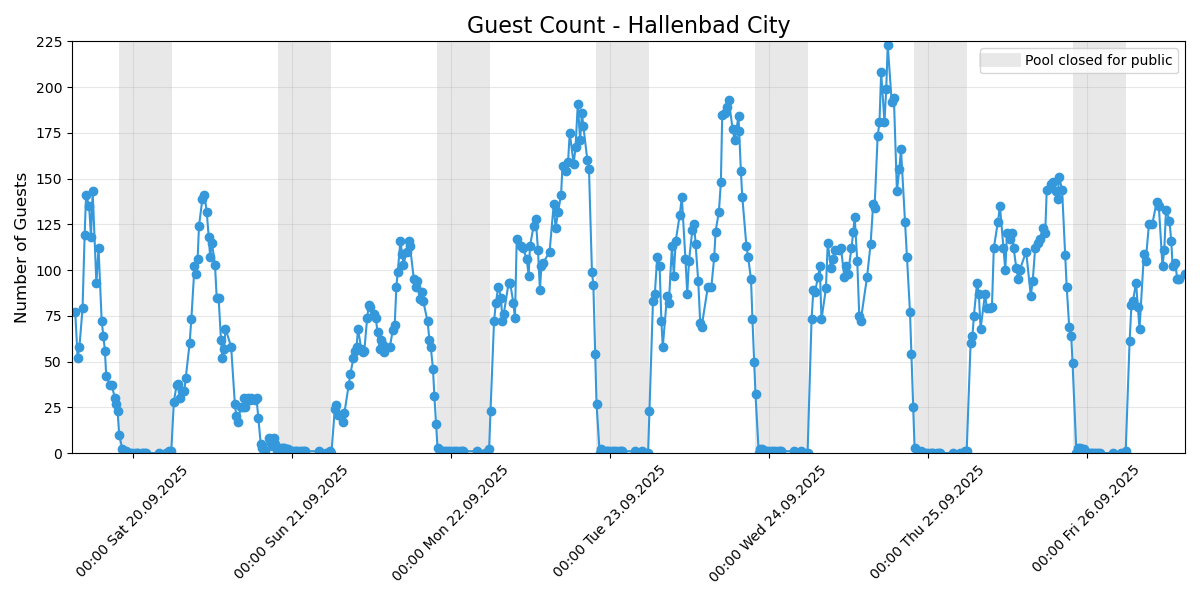 Guest Count - Hallenbad City
Pool closed for public
Number of Guests
225
200
175
150
125
100
75
50
25
0
00:00 Sat 20.09.2025
00:00 Sun 21.09.2025
00:00 Mon 22.09.2025
00:00 Tue 23.09.2025
00:00 Wed 24.09.2025
00:00 Thu 25.09.2025
00:00 Fri 26.09.2025